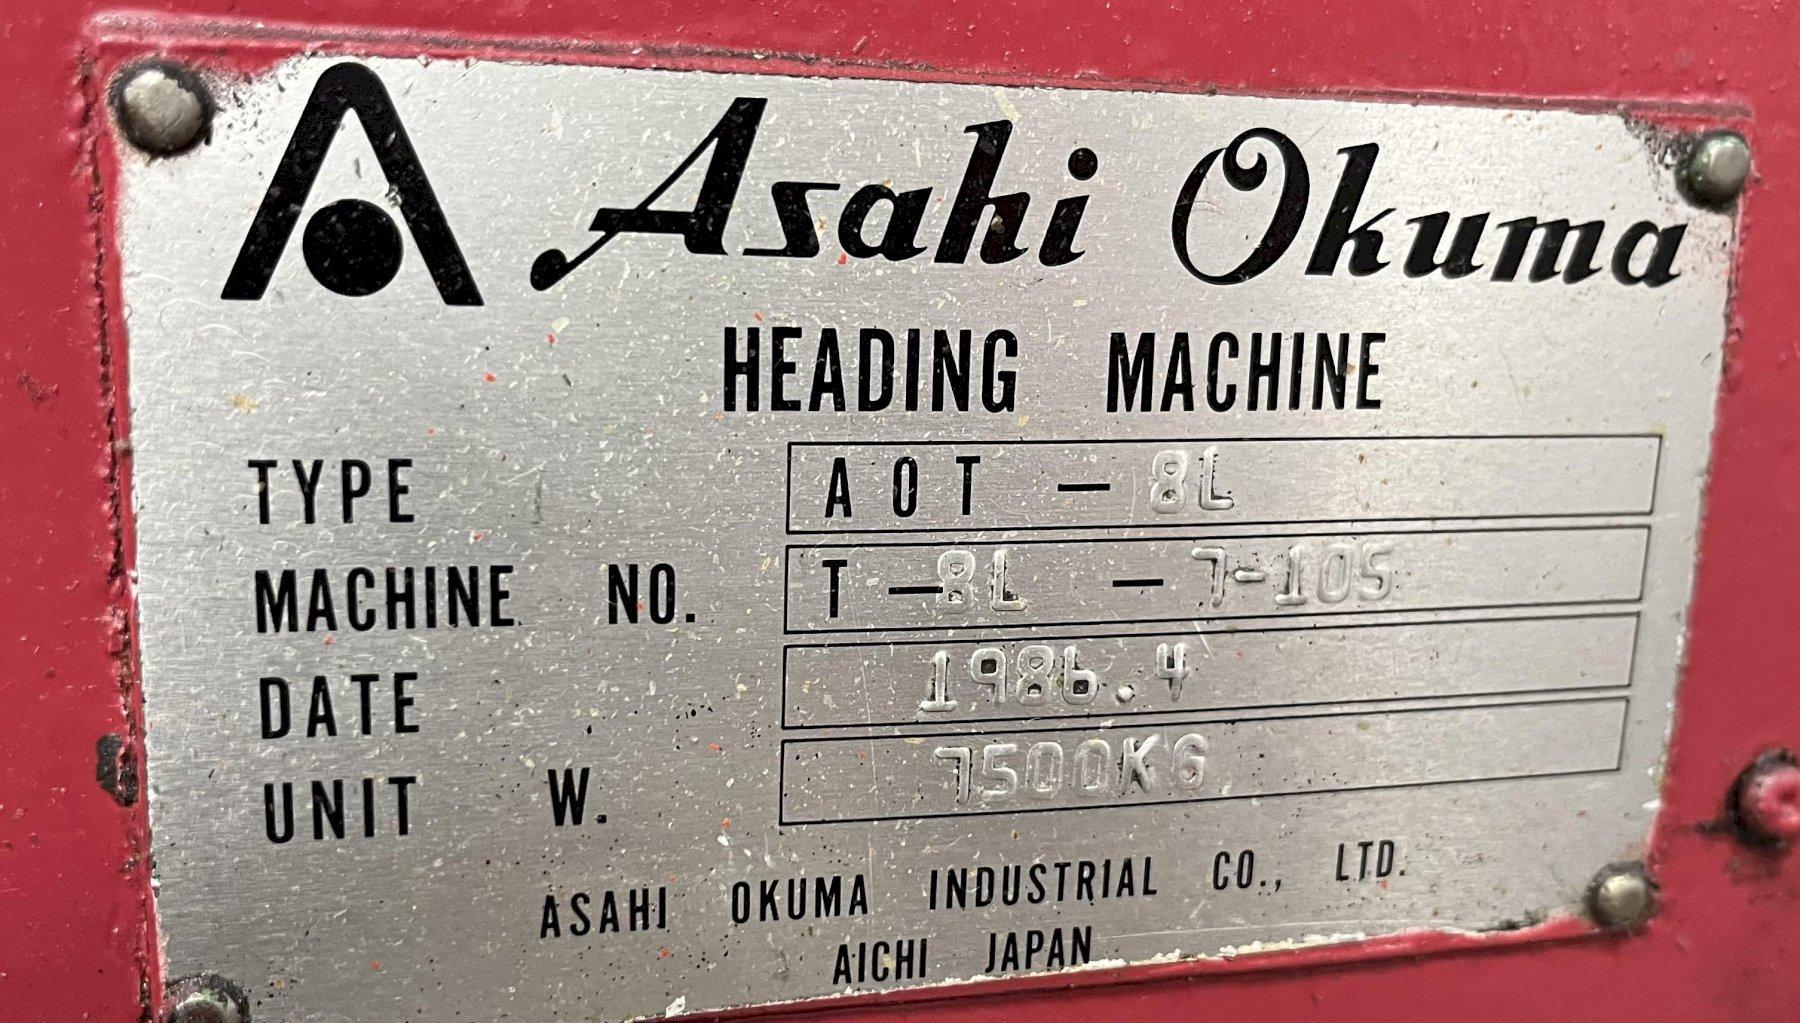 Asahi Okuma
HEADING MACHINE
TYPE AOT - 8L
MACHINE NO. T - 8L - 7-105
DATE 1986.4
UNIT W. 7500KG
ASAHI OKUMA INDUSTRIAL CO., LTD.
AICHI JAPAN